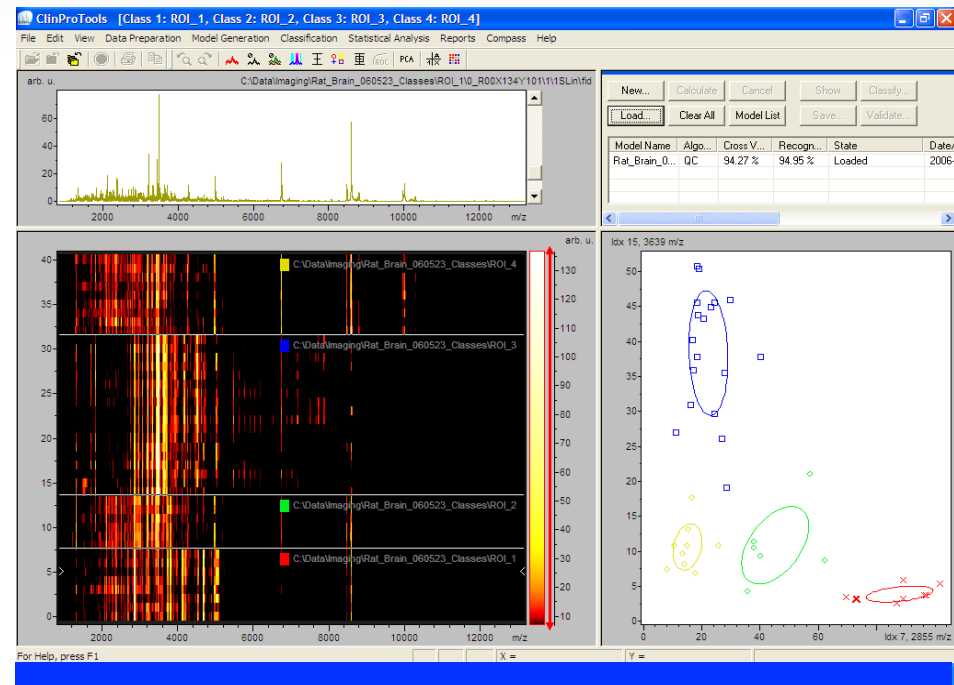 ClinProTools [Class 1: ROI_1, Class 2: ROI_2, Class 3: ROI_3, Class 4: ROI_4]
File Edit View Data Preparation Model Generation Classification Statistical Analysis Reports Compass Help
ROC PCA
arb. u. C:\Data\Imaging\Rat_Brain_060523_Classes\ROI_1\0_R00X134Y101\1\1SLin\fid
60
40
20
0
2000 4000 6000 8000 10000 12000 m/z
New... Calculate Cancel Show Classify...
Load... Clear All Model List Save... Validate...
Model Name Algo... Cross V... Recogn... State Date/
Rat_Brain_0... QC 94.27 % 94.95 % Loaded 2006-
arb. u.
C:\Data\Imaging\Rat_Brain_060523_Classes\ROI_4
C:\Data\Imaging\Rat_Brain_060523_Classes\ROI_3
C:\Data\Imaging\Rat_Brain_060523_Classes\ROI_2
C:\Data\Imaging\Rat_Brain_060523_Classes\ROI_1
40
35
30
25
20
15
10
5
0
2000 4000 6000 8000 10000 12000 m/z
130
120
110
100
90
80
70
60
50
40
30
20
10
Idx 15, 3639 m/z
50
45
40
35
30
25
20
15
10
5
0
0 20 40 60 Idx 7, 2855 m/z
For Help, press F1 X = Y =